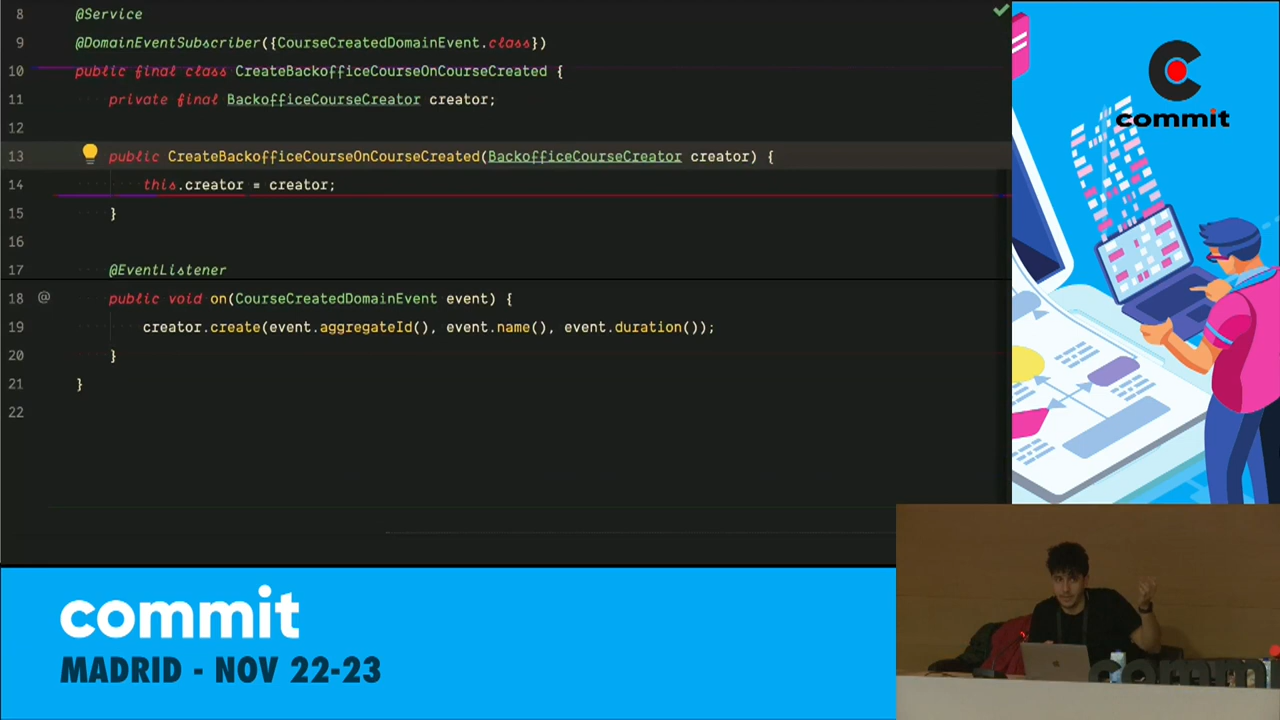 8 @Service
9 @DomainEventSubscriber({CourseCreatedDomainEvent.class})
10 public final class CreateBackofficeCourseOnCourseCreated {
11 private final BackofficeCourseCreator creator;
12
13 public CreateBackofficeCourseOnCourseCreated(BackofficeCourseCreator creator) {
14 this.creator = creator;
15 }
16
17 @EventListener
18 @ public void on(CourseCreatedDomainEvent event) {
19 creator.create(event.aggregateId(), event.name(), event.duration());
20 }
21 }
22
commit
commit
MADRID - NOV 22-23
commit